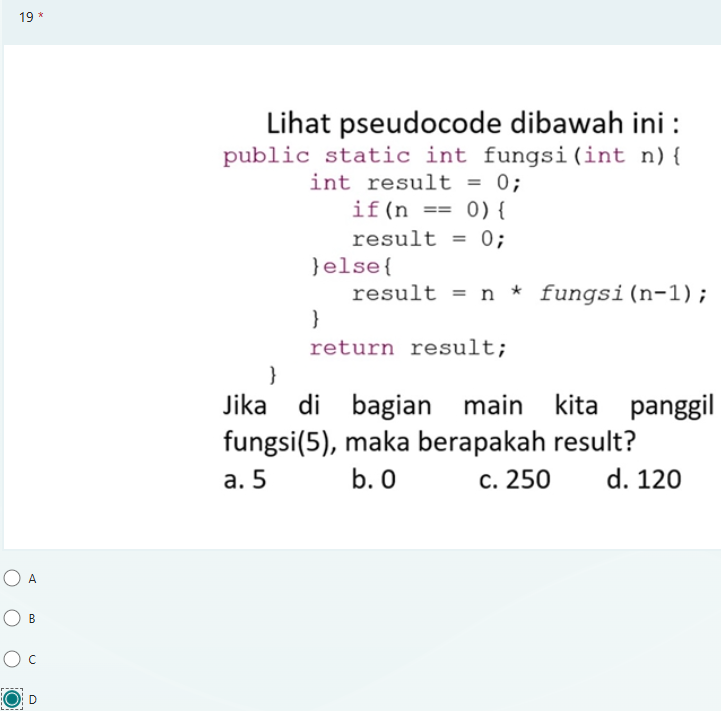 19 *
Lihat pseudocode dibawah ini :
public static int fungsi(int n){
int result = 0;
if(n == 0){
result = 0;
}else{
result = n * fungsi(n-1);
}
return result;
}
Jika di bagian main kita panggil
fungsi(5), maka berapakah result?
a. 5 b. 0 c. 250 d. 120
A
B
C
D